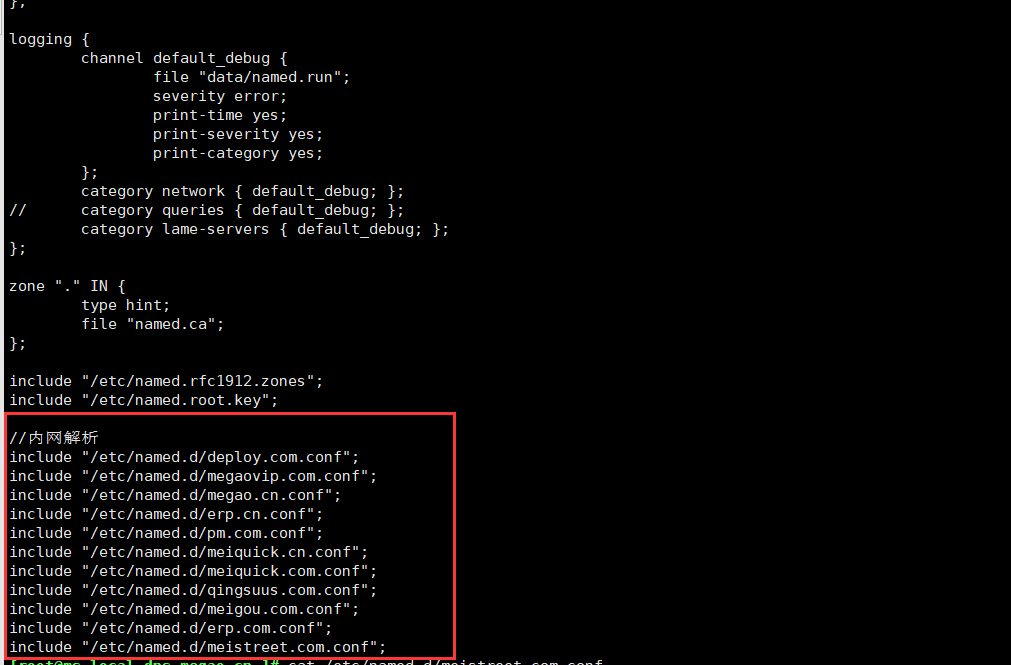 };
logging {
channel default_debug {
file "data/named.run";
severity error;
print-time yes;
print-severity yes;
print-category yes;
};
category network { default_debug; };
// category queries { default_debug; };
category lame-servers { default_debug; };
};
zone "." IN {
type hint;
file "named.ca";
};
include "/etc/named.rfc1912.zones";
include "/etc/named.root.key";
//内网解析
include "/etc/named.d/deploy.com.conf";
include "/etc/named.d/megaovip.com.conf";
include "/etc/named.d/megao.cn.conf";
include "/etc/named.d/erp.cn.conf";
include "/etc/named.d/pm.com.conf";
include "/etc/named.d/meiquick.cn.conf";
include "/etc/named.d/meiquick.com.conf";
include "/etc/named.d/qingsuus.com.conf";
include "/etc/named.d/meigou.com.conf";
include "/etc/named.d/erp.com.conf";
include "/etc/named.d/meistreet.com.conf";
cat /etc/named.d/meistreet.com.conf